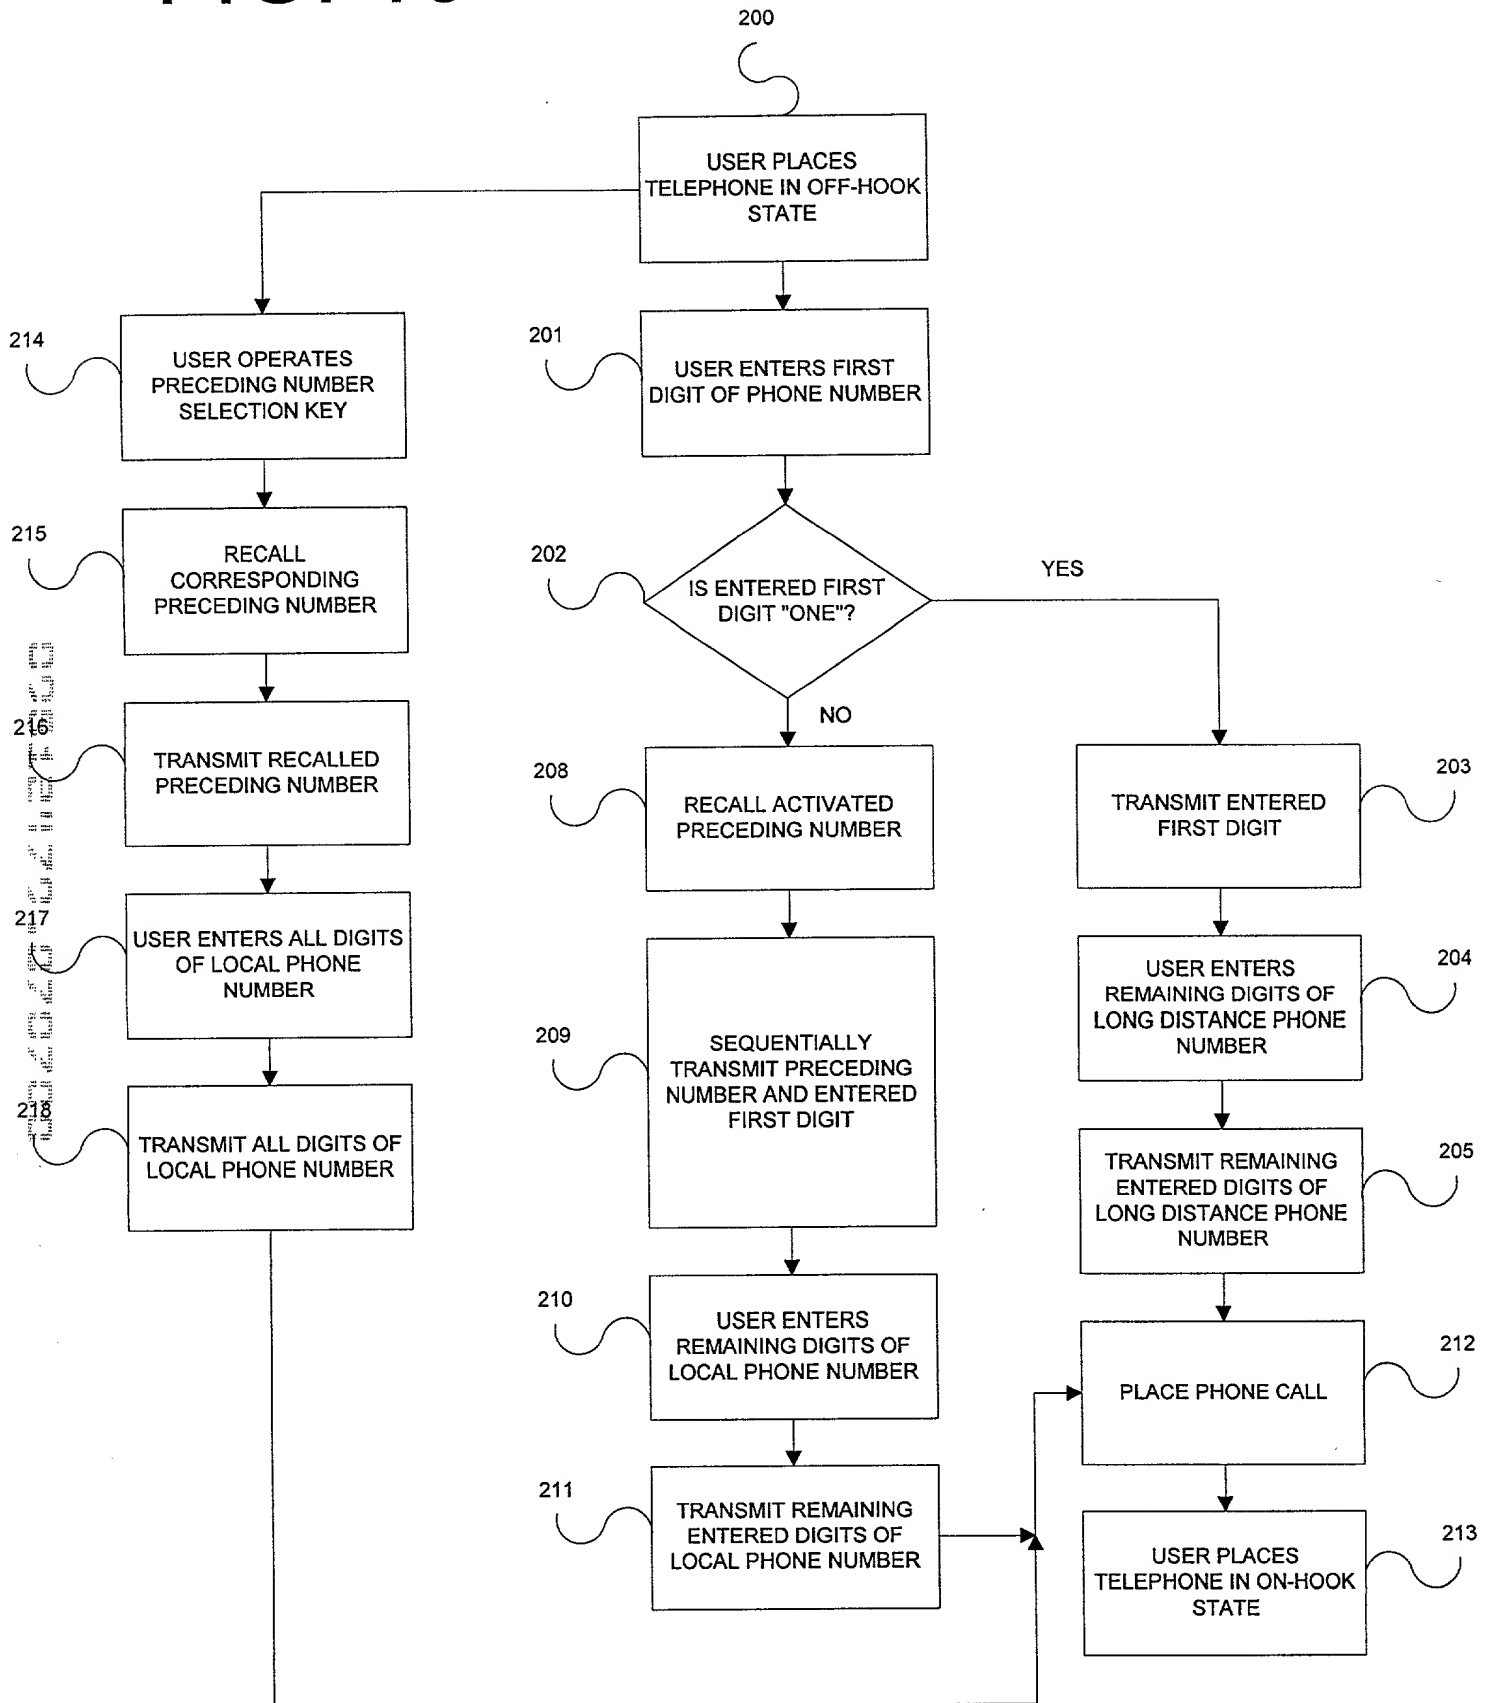 200
USER PLACES
TELEPHONE IN OFF-HOOK
STATE
214
USER OPERATES
PRECEDING NUMBER
SELECTION KEY
201
USER ENTERS FIRST
DIGIT OF PHONE NUMBER
215
RECALL
CORRESPONDING
PRECEDING NUMBER
202
IS ENTERED FIRST
DIGIT "ONE"?
YES
NO
216
TRANSMIT RECALLED
PRECEDING NUMBER
208
RECALL ACTIVATED
PRECEDING NUMBER
203
TRANSMIT ENTERED
FIRST DIGIT
217
USER ENTERS ALL DIGITS
OF LOCAL PHONE
NUMBER
209
SEQUENTIALLY
TRANSMIT PRECEDING
NUMBER AND ENTERED
FIRST DIGIT
204
USER ENTERS
REMAINING DIGITS OF
LONG DISTANCE PHONE
NUMBER
218
TRANSMIT ALL DIGITS OF
LOCAL PHONE NUMBER
205
TRANSMIT REMAINING
ENTERED DIGITS OF
LONG DISTANCE PHONE
NUMBER
210
USER ENTERS
REMAINING DIGITS OF
LOCAL PHONE NUMBER
212
PLACE PHONE CALL
211
TRANSMIT REMAINING
ENTERED DIGITS OF
LOCAL PHONE NUMBER
213
USER PLACES
TELEPHONE IN ON-HOOK
STATE